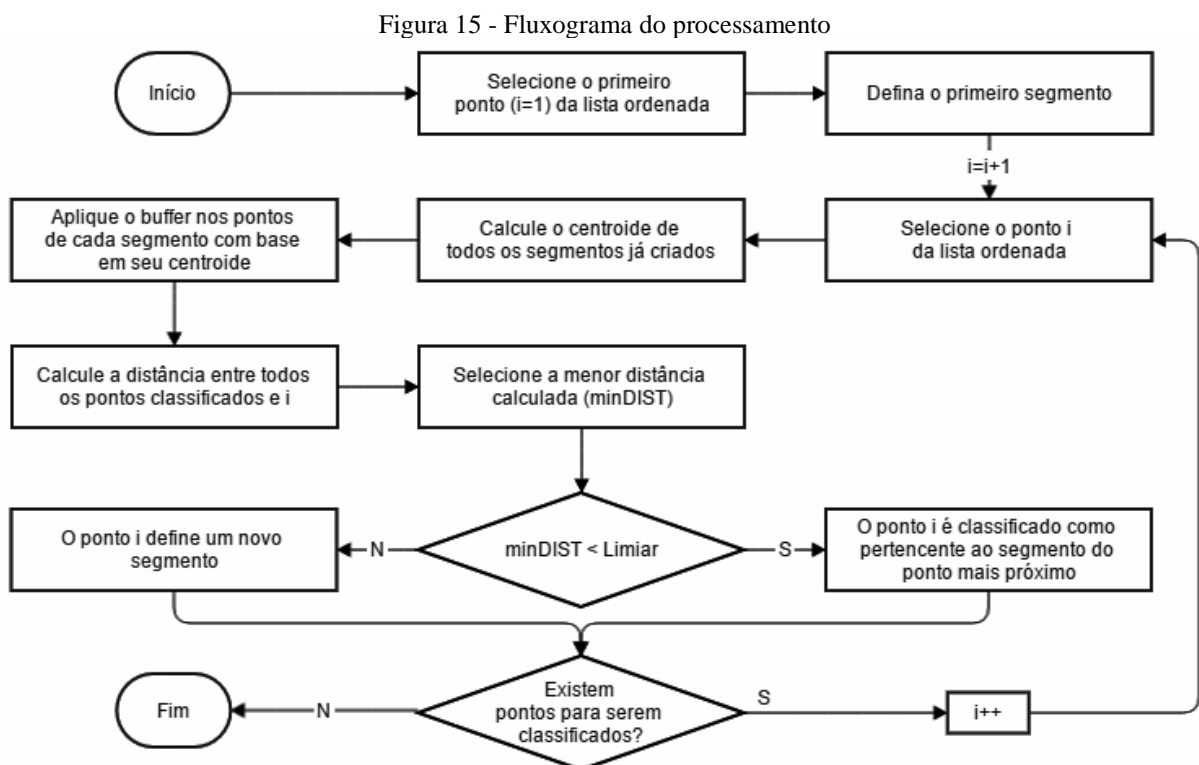 Figura 15 - Fluxograma do processamento
Início
Selecione o primeiro
ponto (i=1) da lista ordenada
Defina o primeiro segmento
i=i+1
Selecione o ponto i
da lista ordenada
Calcule o centroide de
todos os segmentos já criados
Aplique o buffer nos pontos
de cada segmento com base
em seu centroide
Calcule a distância entre todos
os pontos classificados e i
Selecione a menor distância
calculada (minDIST)
minDIST < Limiar
N
S
O ponto i define um novo
segmento
O ponto i é classificado como
pertencente ao segmento do
ponto mais próximo
Existem
pontos para serem
classificados?
N
S
Fim
i++